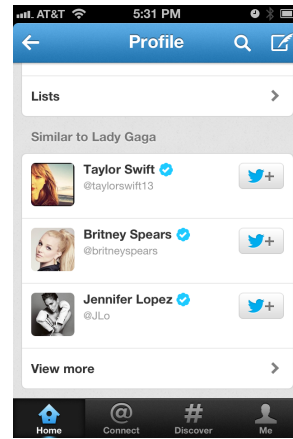 AT&T 5:31 PM
Profile
Lists
Similar to Lady Gaga
Taylor Swift
@taylorswift13
Britney Spears
@britneyspears
Jennifer Lopez
@JLo
View more
Home Connect Discover Me